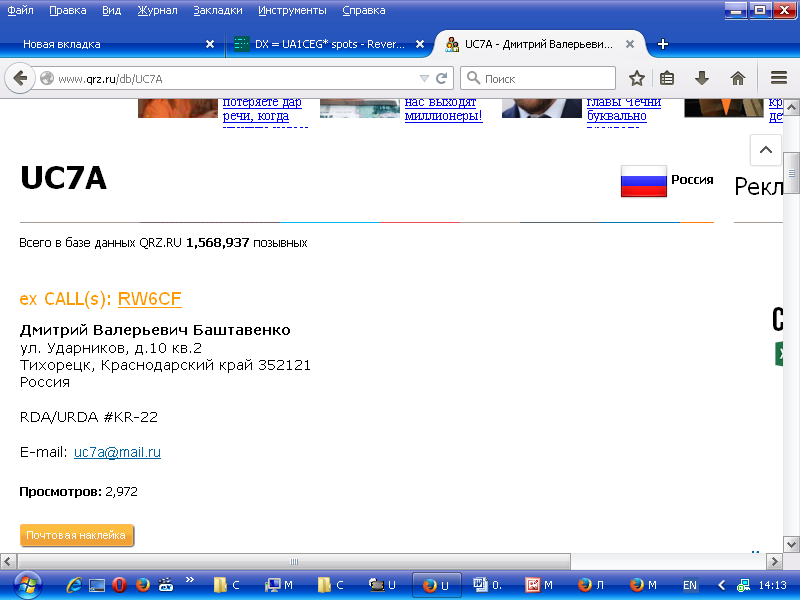 Файл Правка Вид Журнал Закладки Инструменты Справка
Новая вкладка
DX = UA1CEG* spots - Rever...
UC7A - Дмитрий Валерьеви...
www.qrz.ru/db/UC7A
Поиск
потеряете дар
речи, когда
нас выходят
миллионеры!
главы Чечни
буквально
UC7A
Россия
Рекл
Всего в базе данных QRZ.RU 1,568,937 позывных
ex CALL(s): RW6CF
Дмитрий Валерьевич Баштавенко
ул. Ударников, д.10 кв.2
Тихорецк, Краснодарский край 352121
Россия
RDA/URDA #KR-22
E-mail: uc7a@mail.ru
Просмотров: 2,972
Почтовая наклейка
С М С U U 0. М Л М EN 14:13